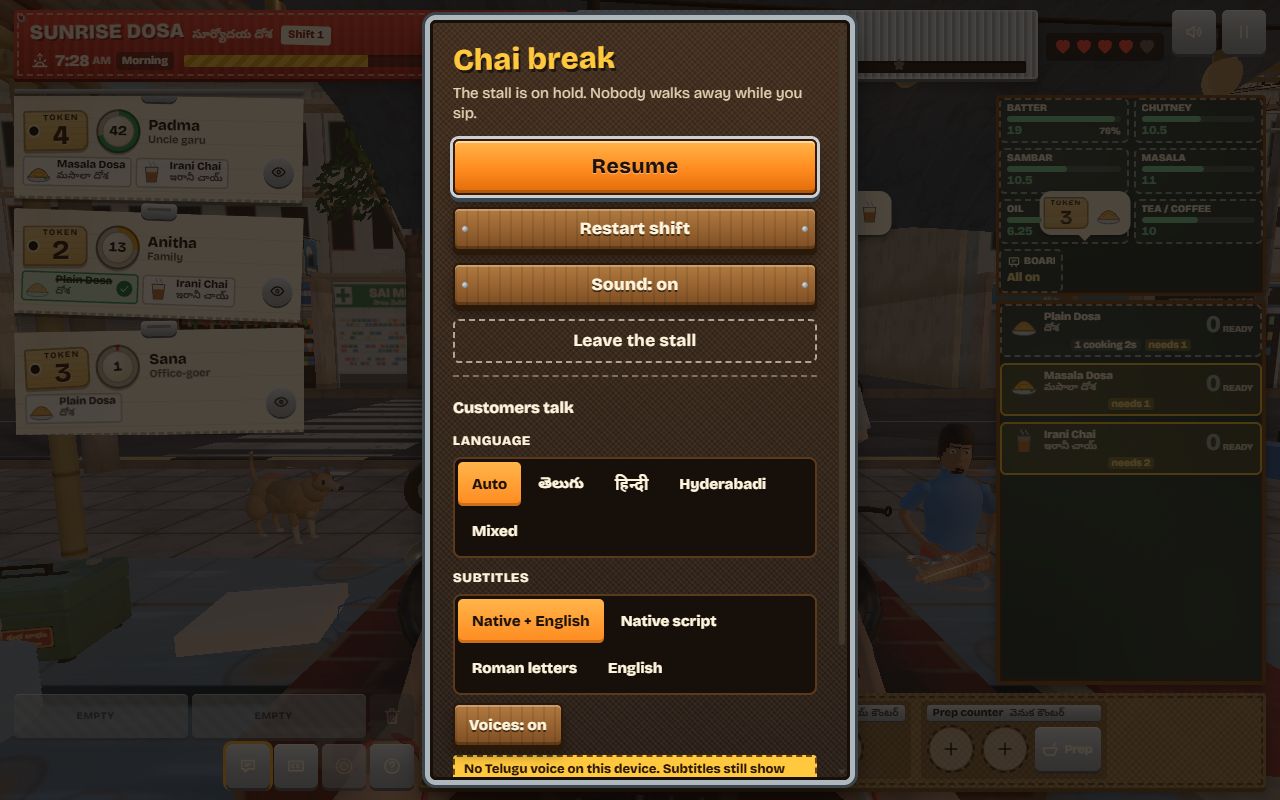 SUNRISE DOSA సూర్యోదయ దోశ Shift 1
7:28 AM Morning
TOKEN
4
42
Padma
Uncle garu
Masala Dosa
మసాలా దోశ
Irani Chai
ఇరానీ చాయ్
TOKEN
2
13
Anitha
Family
Plain Dosa
దోశ
Irani Chai
ఇరానీ చాయ్
TOKEN
3
1
Sana
Office-goer
Plain Dosa
దోశ
SAI M
EMPTY
EMPTY
Chai break
The stall is on hold. Nobody walks away while you
sip.
Resume
Restart shift
Sound: on
Leave the stall
Customers talk
LANGUAGE
Auto తెలుగు हिन्दी Hyderabadi
Mixed
SUBTITLES
Native + English Native script
Roman letters English
Voices: on
No Telugu voice on this device. Subtitles still show
BATTER
19 76%
CHUTNEY
10.5
SAMBAR
10.5
MASALA
11
OIL
6.25
TOKEN
3
TEA / COFFEE
10
BOARD
All on
Plain Dosa
దోశ
0 READY
1 cooking 2s needs 1
Masala Dosa
మసాలా దోశ
0 READY
needs 1
Irani Chai
ఇరానీ చాయ్
0 READY
needs 2
కౌంటర్
Prep counter వెనుక కౌంటర్
Prep